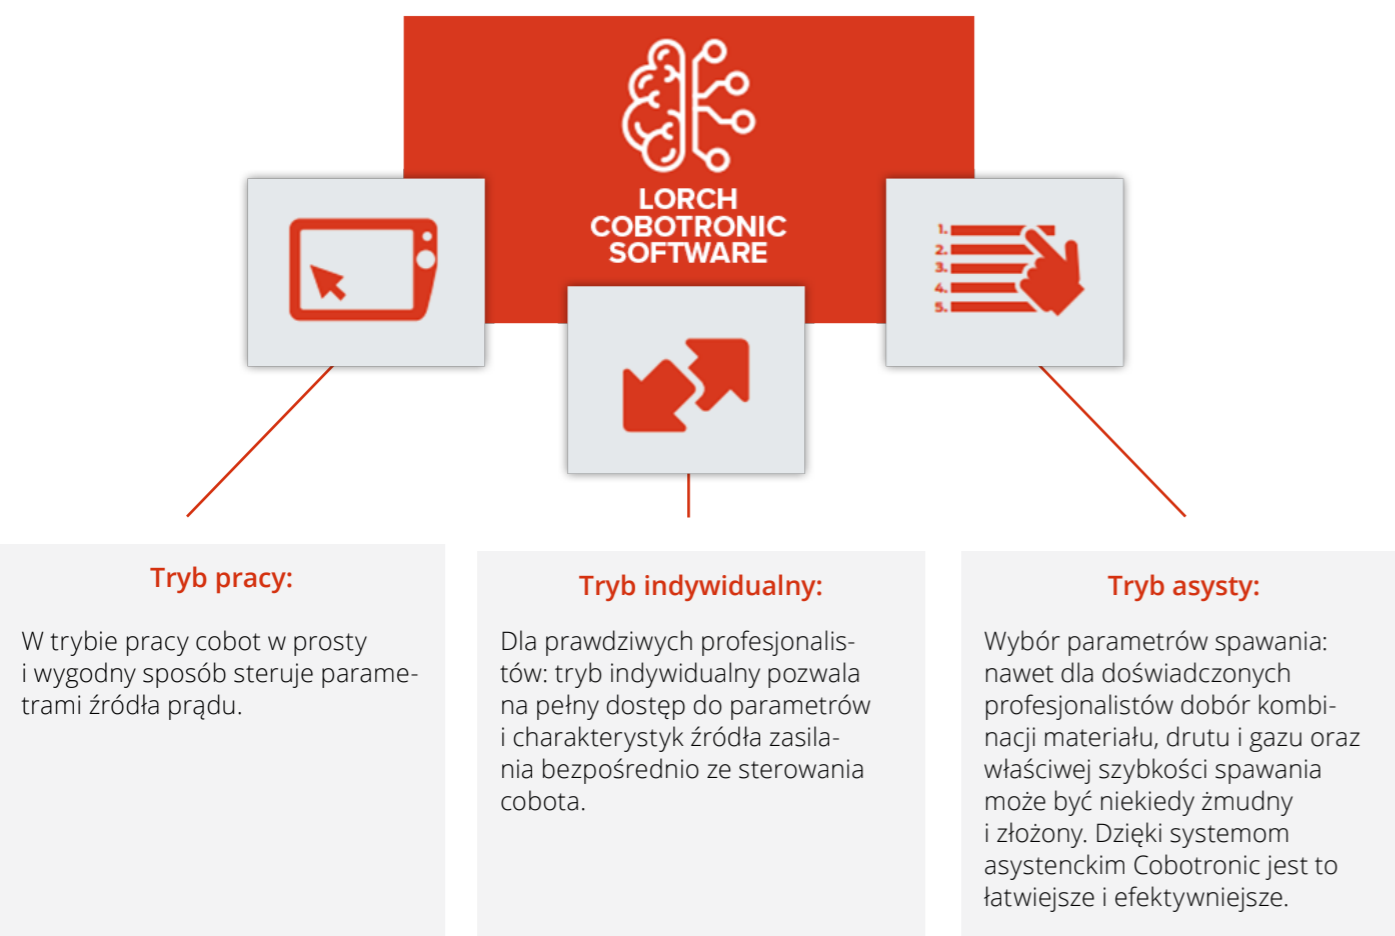 LORCH
COBOTRONIC
SOFTWARE
1.
2.
3.
4.
5.
Tryb pracy:
W trybie pracy cobot w prosty
i wygodny sposób steruje parame-
trami źródła prądu.
Tryb indywidualny:
Dla prawdziwych profesjonalis-
tów: tryb indywidualny pozwala
na pełny dostęp do parametrów
i charakterystyk źródła zasila-
nia bezpośrednio ze sterowania
cobota.
Tryb asysty:
Wybór parametrów spawania:
nawet dla doświadczonych
profesjonalistów dobór kombi-
nacji materiału, drutu i gazu oraz
właściwej szybkości spawania
może być niekiedy żmudny
i złożony. Dzięki systemom
asystenckim Cobotronic jest to
łatwiejsze i efektywniejsze.